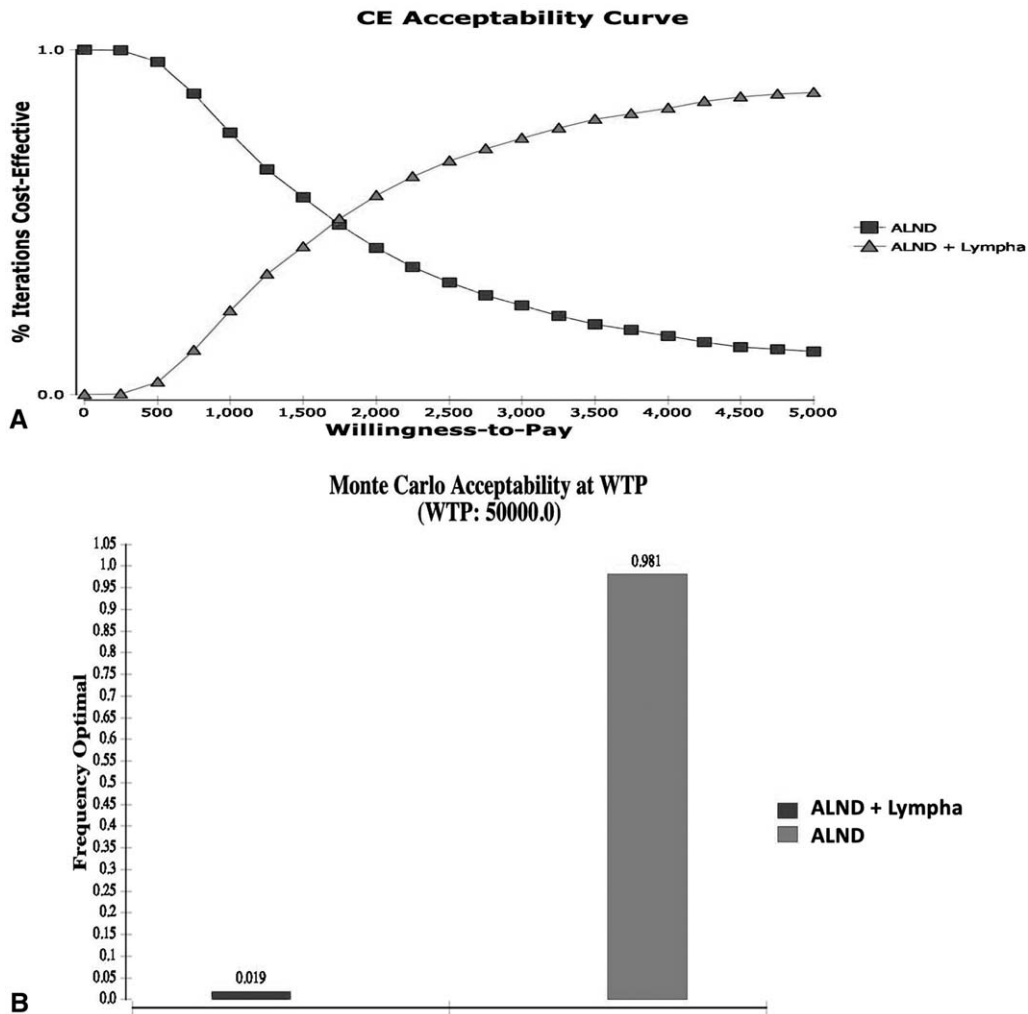 CE Acceptability Curve
1.0
% Iterations Cost-Effective
ALND
ALND + Lympha
0.0
0 500 1,000 1,500 2,000 2,500 3,000 3,500 4,000 4,500 5,000
A
Willingness-to-Pay
Monte Carlo Acceptability at WTP
(WTP: 50000.0)
1.05
1.0
0.981
0.95
0.9
0.85
0.8
0.75
0.7
0.65
0.6
0.55
0.5
0.45
0.4
0.35
0.3
0.25
0.2
0.15
0.1
0.05
0.0
Frequency Optimal
0.019
ALND + Lympha
ALND
B